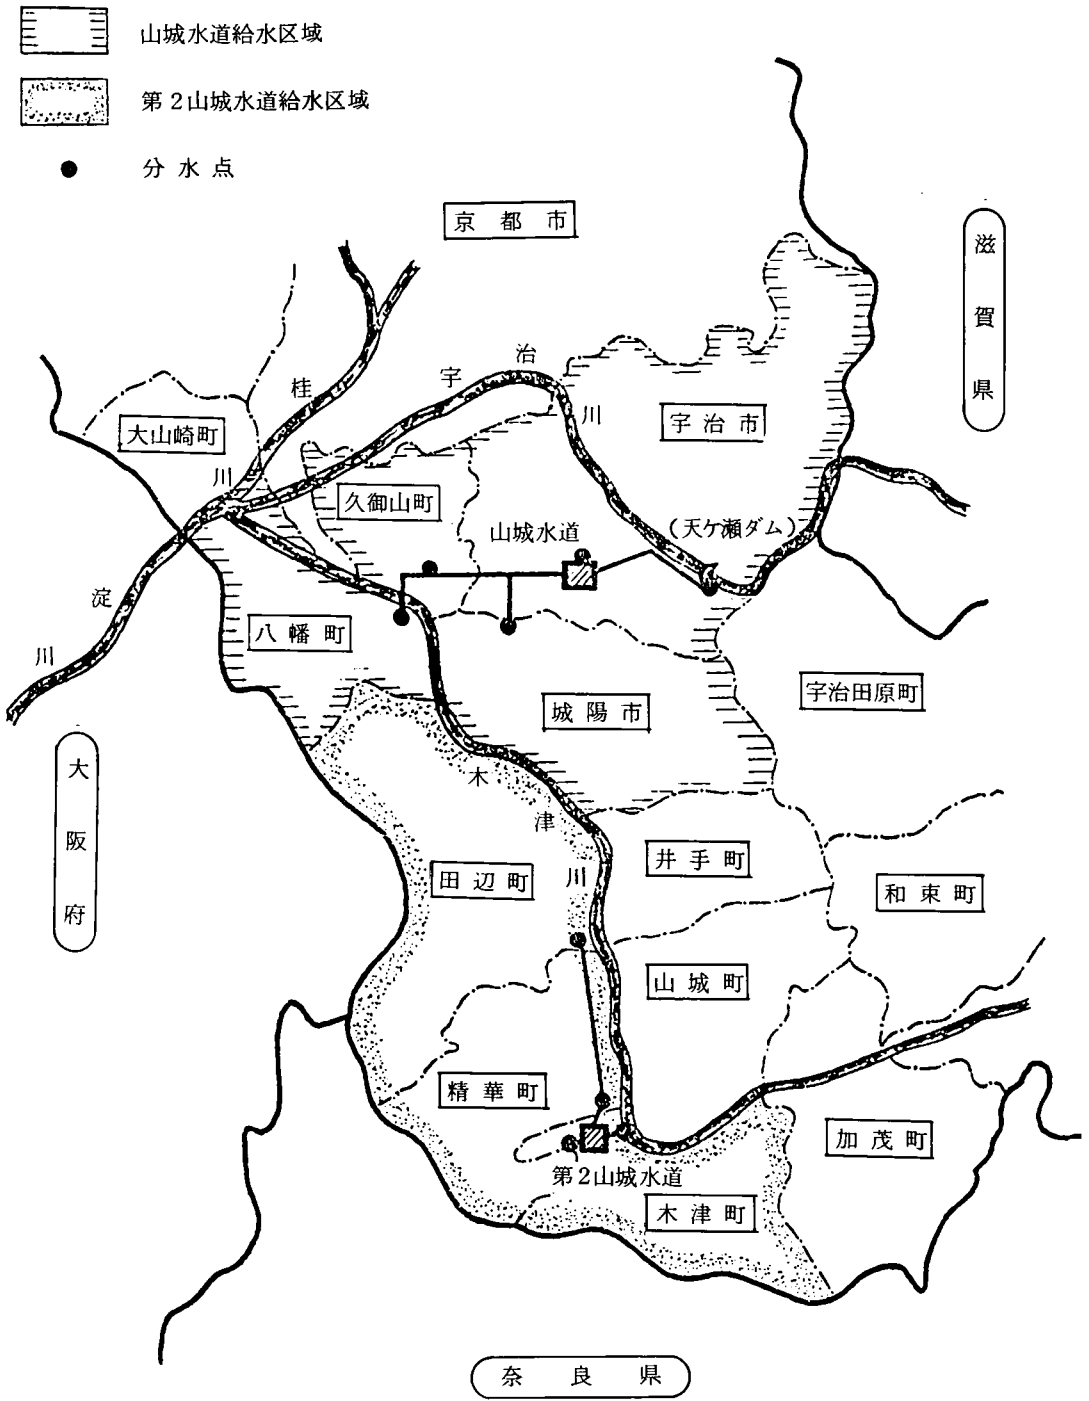 山城水道給水区域
第2山城水道給水区域
分水点
京都市
滋賀県
桂川
宇治川
大山崎町
宇治市
久御山町
山城水道
(天ケ瀬ダム)
淀川
八幡町
宇治田原町
城陽市
大阪府
木津川
井手町
田辺町
和束町
山城町
精華町
加茂町
第2山城水道
木津町
奈良県